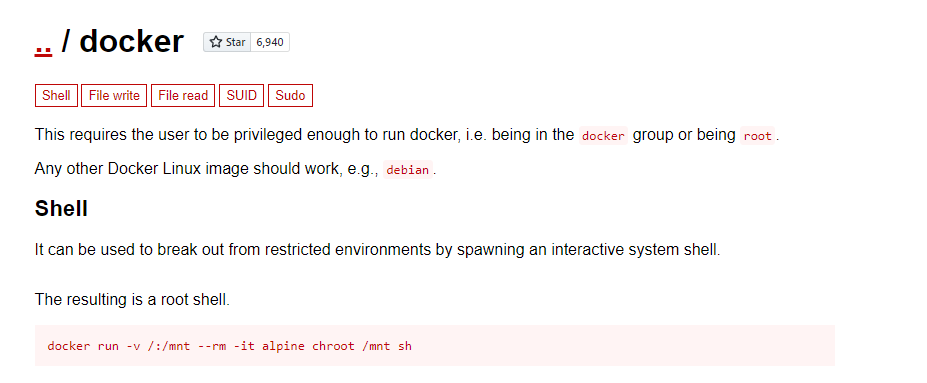 .. / docker Star 6,940
Shell File write File read SUID Sudo
This requires the user to be privileged enough to run docker, i.e. being in the docker group or being root.
Any other Docker Linux image should work, e.g., debian.
Shell
It can be used to break out from restricted environments by spawning an interactive system shell.
The resulting is a root shell.
docker run -v /:/mnt --rm -it alpine chroot /mnt sh